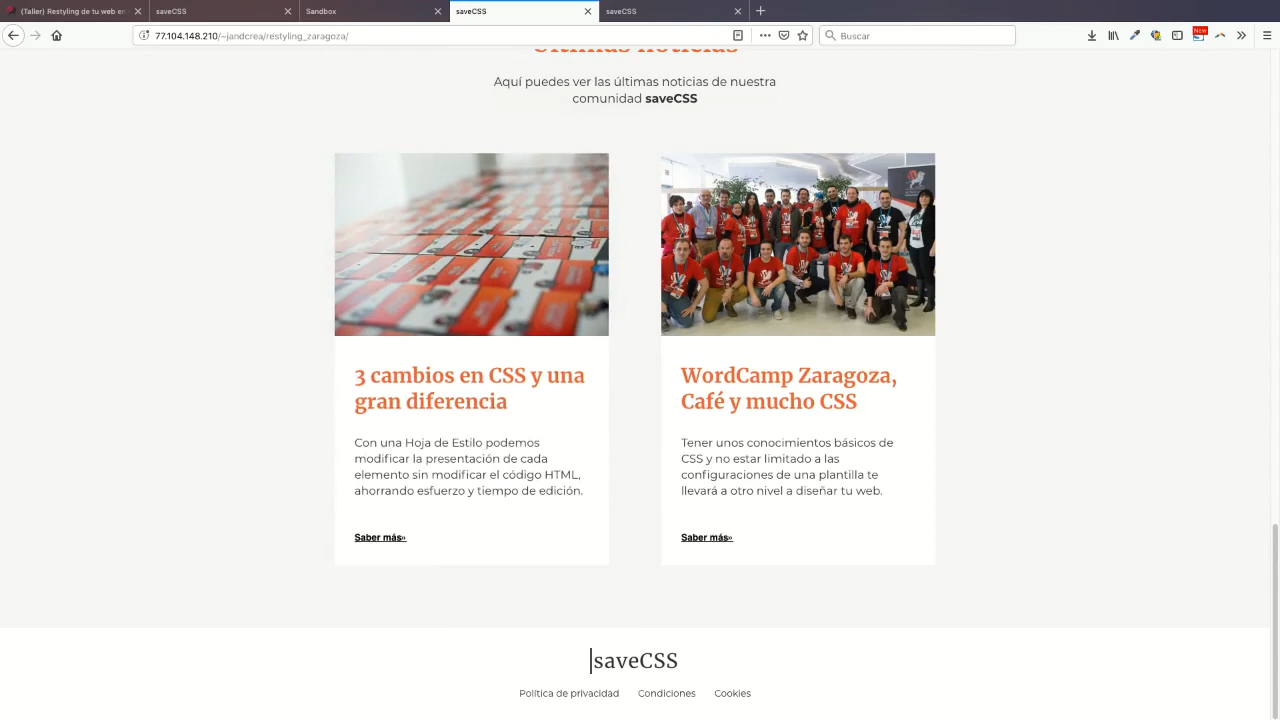 (Taller) Restyling de tu web en
saveCSS
Sandbox
saveCSS
saveCSS
77.104.148.210/~jandcrea/restyling_zaragoza/
Buscar
New
Últimas noticias
Aquí puedes ver las últimas noticias de nuestra
comunidad saveCSS
3 cambios en CSS y una
gran diferencia
Con una Hoja de Estilo podemos
modificar la presentación de cada
elemento sin modificar el código HTML,
ahorrando esfuerzo y tiempo de edición.
Saber más»
WordCamp Zaragoza,
Café y mucho CSS
Tener unos conocimientos básicos de
CSS y no estar limitado a las
configuraciones de una plantilla te
llevará a otro nivel a diseñar tu web.
Saber más»
|saveCSS
Política de privacidad Condiciones Cookies